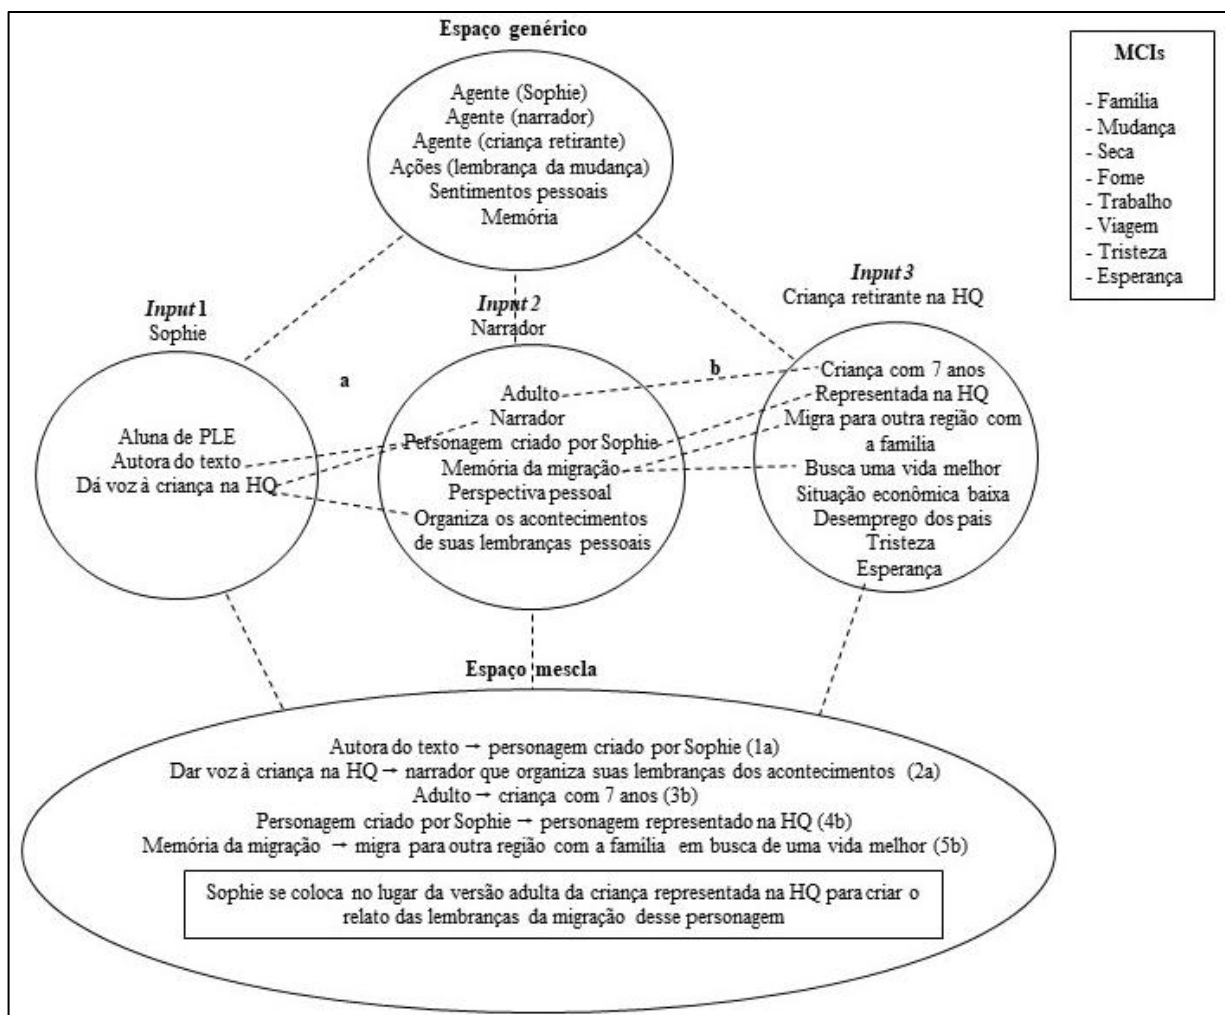 Espaço genérico
Agente (Sophie)
Agente (narrador)
Agente (criança retirante)
Ações (lembrança da mudança)
Sentimentos pessoais
Memória
MCIs
- Família
- Mudança
- Seca
- Fome
- Trabalho
- Viagem
- Tristeza
- Esperança
Input 1
Sophie
a
Aluna de PLE
Autora do texto
Dá voz à criança na HQ
Input 2
Narrador
Adulto
Narrador
Personagem criado por Sophie
Memória da migração
Perspectiva pessoal
Organiza os acontecimentos
de suas lembranças pessoais
b
Input 3
Criança retirante na HQ
Criança com 7 anos
Representada na HQ
Migra para outra região com
a família
Busca uma vida melhor
Situação econômica baixa
Desemprego dos pais
Tristeza
Esperança
Espaço mescla
Autora do texto → personagem criado por Sophie (1a)
Dar voz à criança na HQ → narrador que organiza suas lembranças dos acontecimentos (2a)
Adulto → criança com 7 anos (3b)
Personagem criado por Sophie → personagem representado na HQ (4b)
Memória da migração → migra para outra região com a família em busca de uma vida melhor (5b)
Sophie se coloca no lugar da versão adulta da criança representada na HQ para criar o
relato das lembranças da migração desse personagem